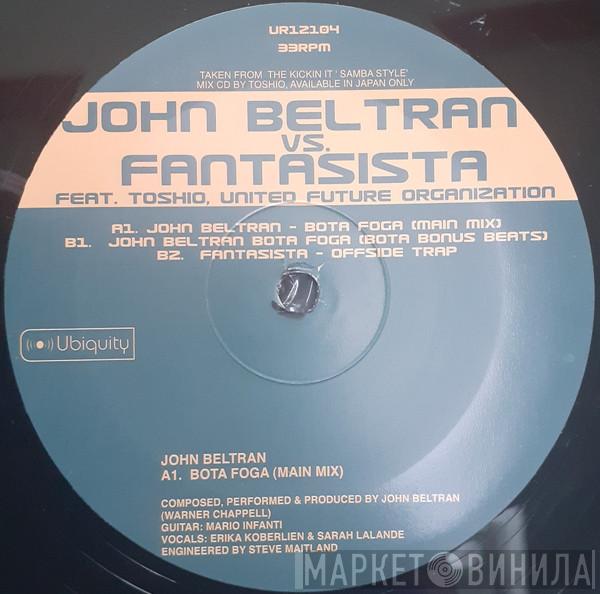 UR12104
33RPM
TAKEN FROM THE KICKIN IT ' SAMBA STYLE'
MIX CD BY TOSHIO, AVAILABLE IN JAPAN ONLY
JOHN BELTRAN
VS.
FANTASISTA
FEAT. TOSHIO, UNITED FUTURE ORGANIZATION
A1. JOHN BELTRAN - BOTA FOGA (MAIN MIX)
B1. JOHN BELTRAN BOTA FOGA (BOTA BONUS BEATS)
B2. FANTASISTA - OFFSIDE TRAP
Ubiquity
JOHN BELTRAN
A1. BOTA FOGA (MAIN MIX)
COMPOSED, PERFORMED & PRODUCED BY JOHN BELTRAN
(WARNER CHAPPELL)
GUITAR: MARIO INFANTI
VOCALS: ERIKA KOBERLIEN & SARAH LALANDE
ENGINEERED BY STEVE MAITLAND
МАРКЕТ ВИНИЛА